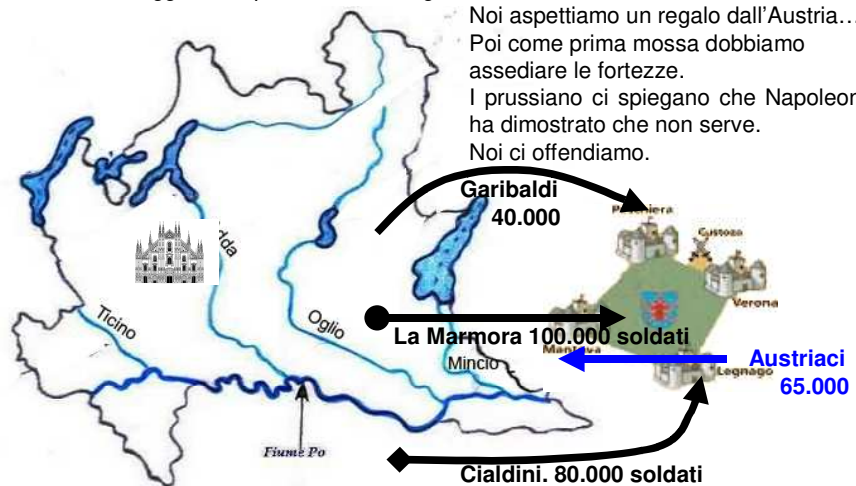 Noi aspettiamo un regalo dall'Austria…
Poi come prima mossa dobbiamo
assediare le fortezze.
I prussiano ci spiegano che Napoleon
ha dimostrato che non serve.
Noi ci offendiamo.
Garibaldi
40.000
Peschiera
Custoza
Verona
dda
Ticino
Oglio
La Marmora 100.000 soldati
Mantova
Mincio
Austriaci
65.000
Legnago
Fiume Po
Cialdini. 80.000 soldati